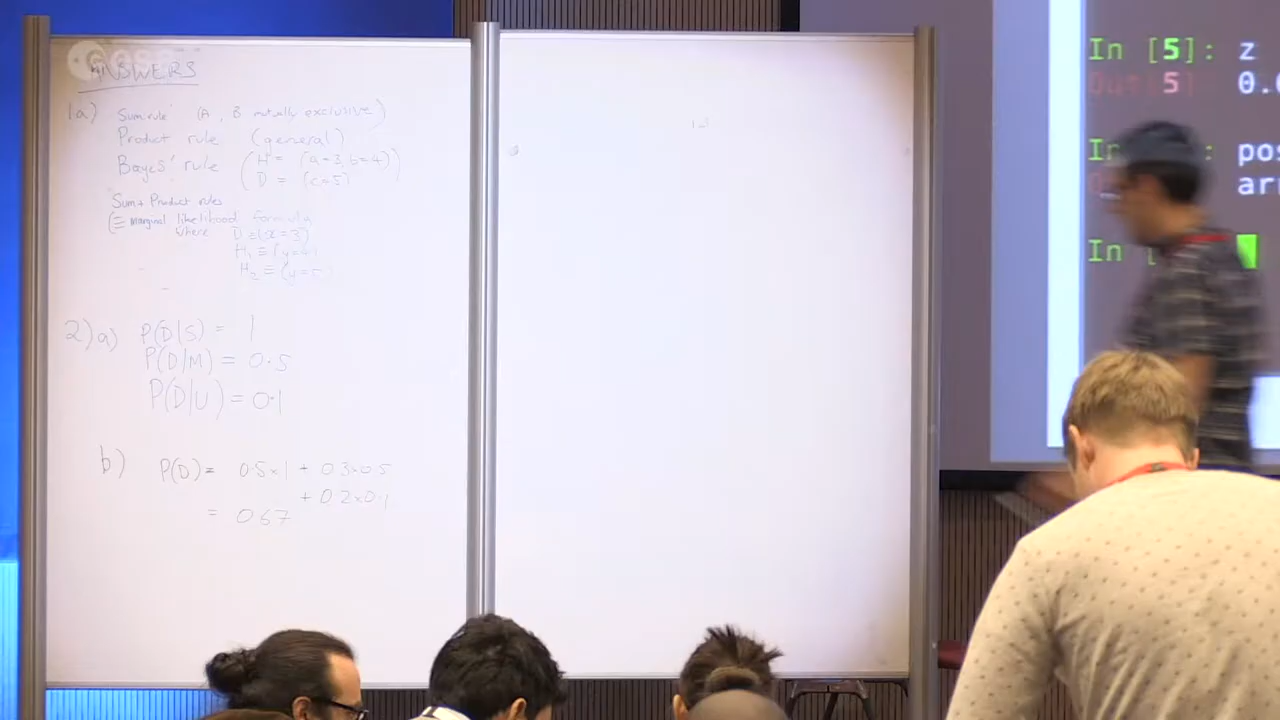 ANSWERS
1a) Sum rule (A, B mutually exclusive)
Product rule (general)
Bayes' rule (H = {a=3, b=4})
D = {c=5}
Sum + Product rules
(≡ marginal likelihood formula
where D ≡ (x=3)
H₁ ≡ (y=4)
H₂ ≡ (y=5)
2)a) P(D|S) = 1
P(D|M) = 0.5
P(D|U) = 0.1
b) P(D) = 0.5×1 + 0.3×0.5
+ 0.2×0.1
= 0.67
In [5]: z
Out[5] 0.
In : pos
arr
In [